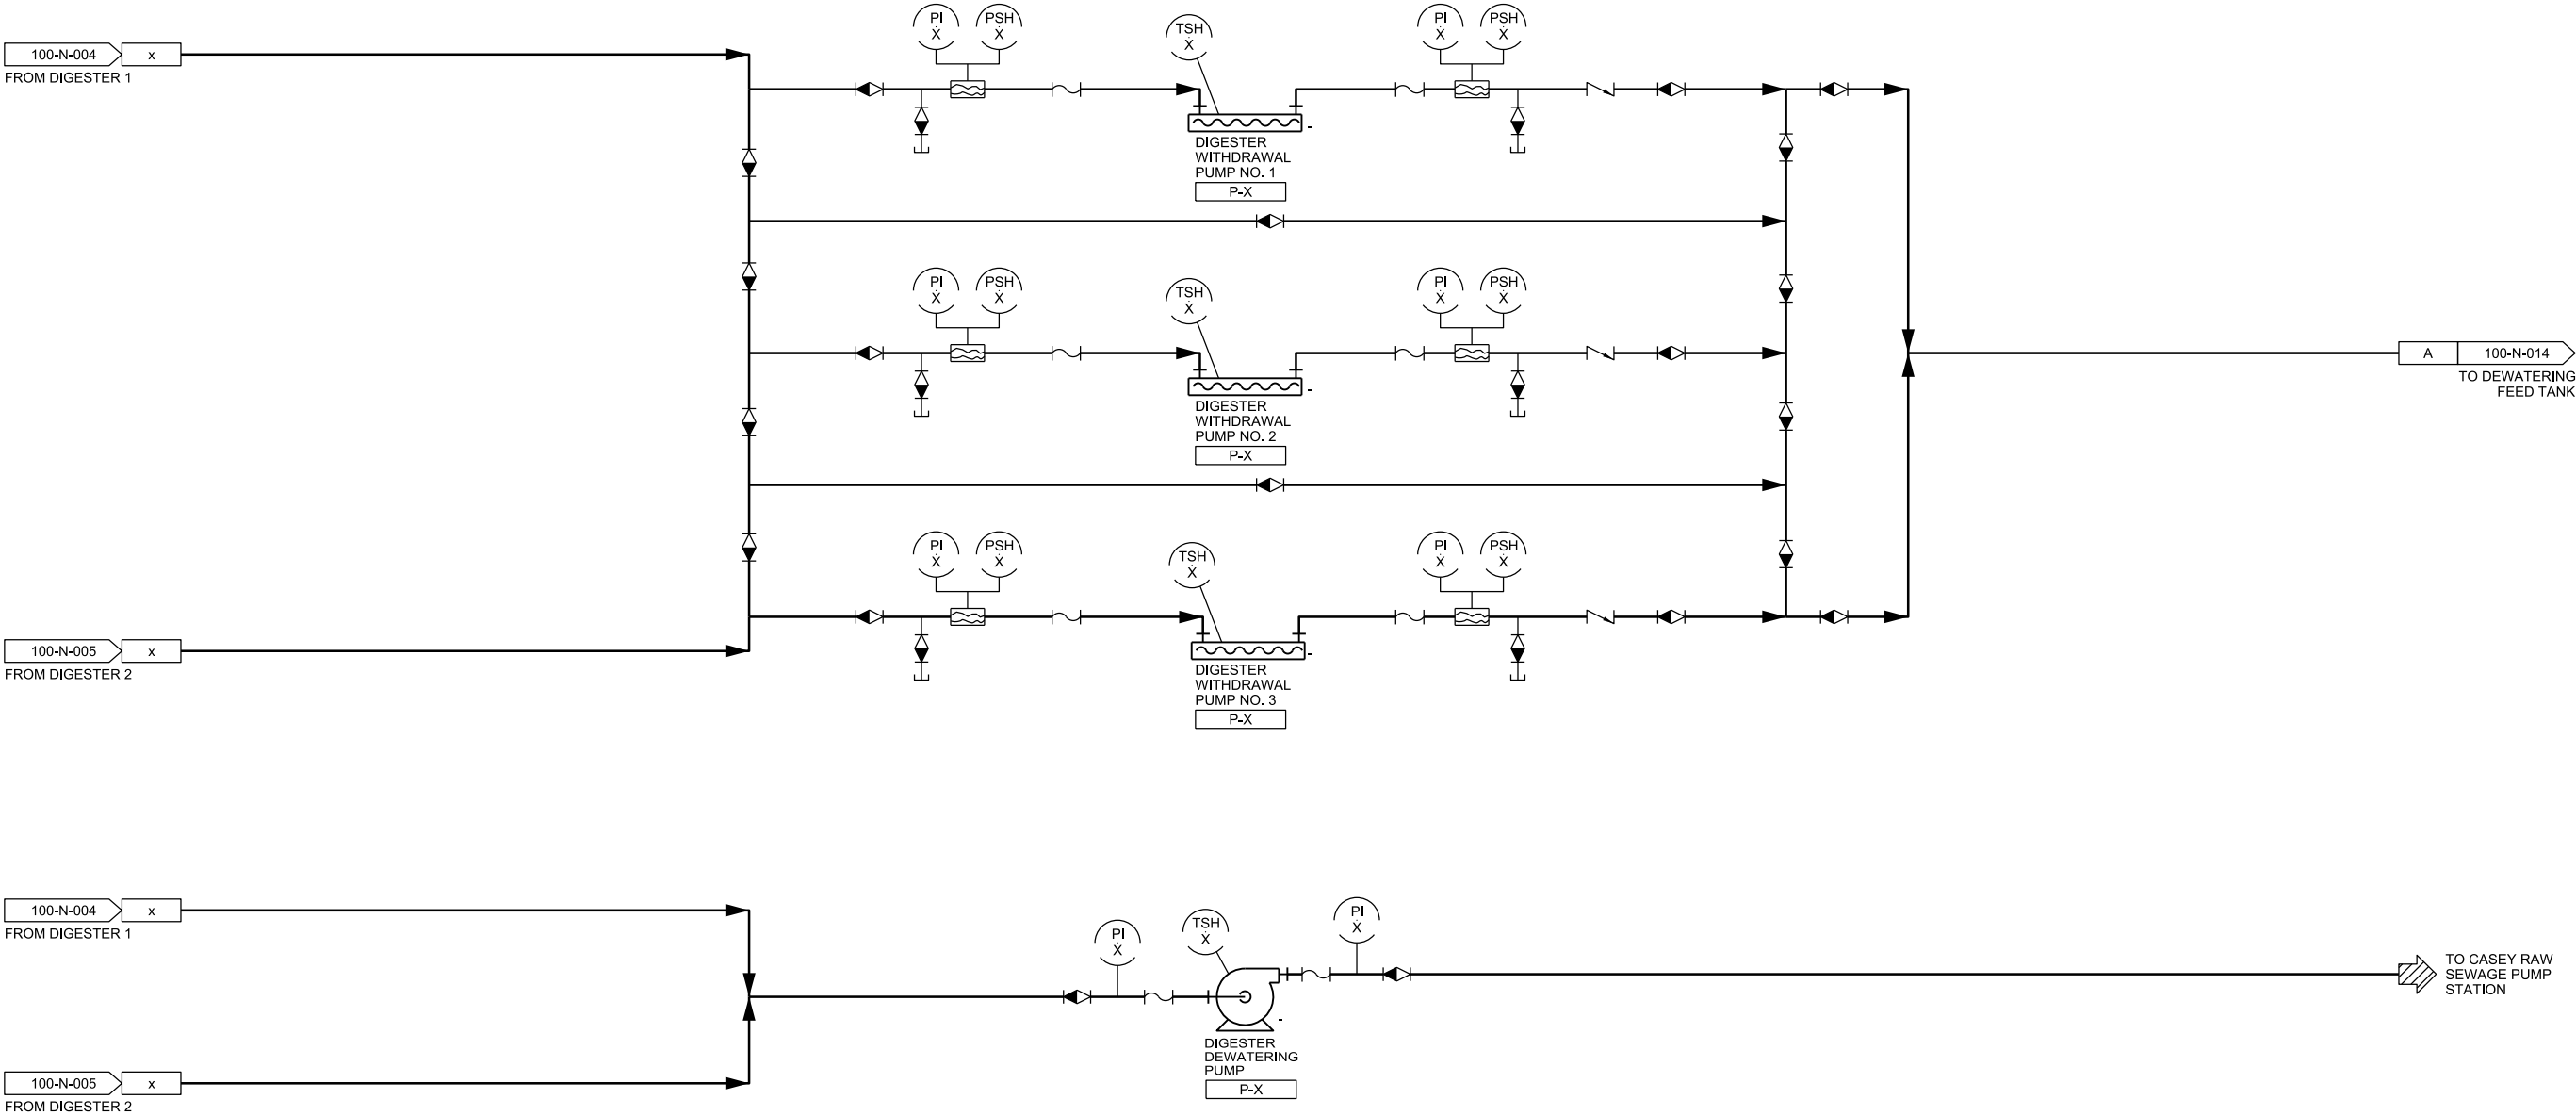 PI
X
PSH
X
TSH
X
PI
X
PSH
X
100-N-004
x
FROM DIGESTER 1
DIGESTER
WITHDRAWAL
PUMP NO. 1
P-X
PI
X
PSH
X
TSH
X
PI
X
PSH
X
A
100-N-014
TO DEWATERING
FEED TANK
DIGESTER
WITHDRAWAL
PUMP NO. 2
P-X
PI
X
PSH
X
TSH
X
PI
X
PSH
X
100-N-005
x
FROM DIGESTER 2
DIGESTER
WITHDRAWAL
PUMP NO. 3
P-X
100-N-004
x
FROM DIGESTER 1
PI
X
TSH
X
PI
X
TO CASEY RAW
SEWAGE PUMP
STATION
DIGESTER
DEWATERING
PUMP
P-X
100-N-005
x
FROM DIGESTER 2